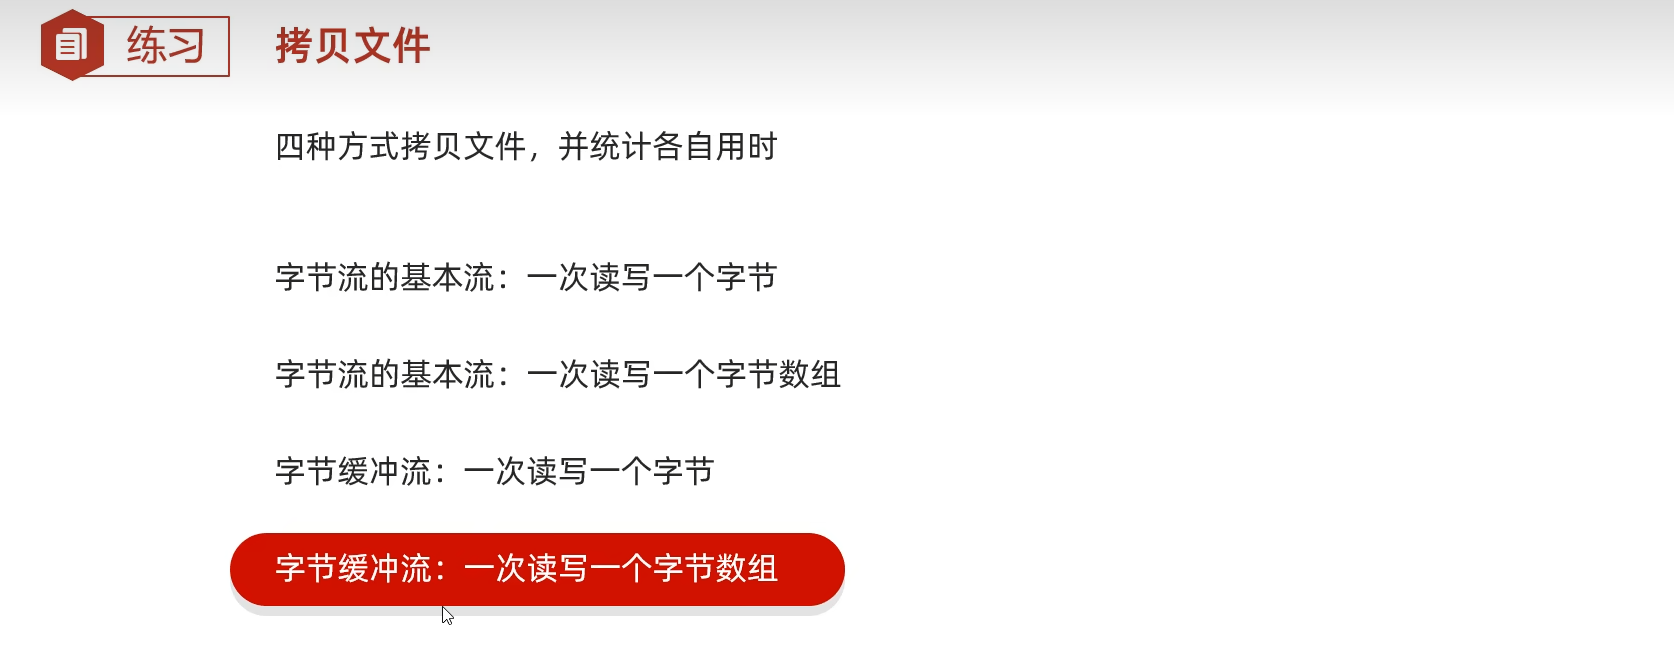 练习 拷贝文件
四种方式拷贝文件，并统计各自用时
字节流的基本流：一次读写一个字节
字节流的基本流：一次读写一个字节数组
字节缓冲流：一次读写一个字节
字节缓冲流：一次读写一个字节数组